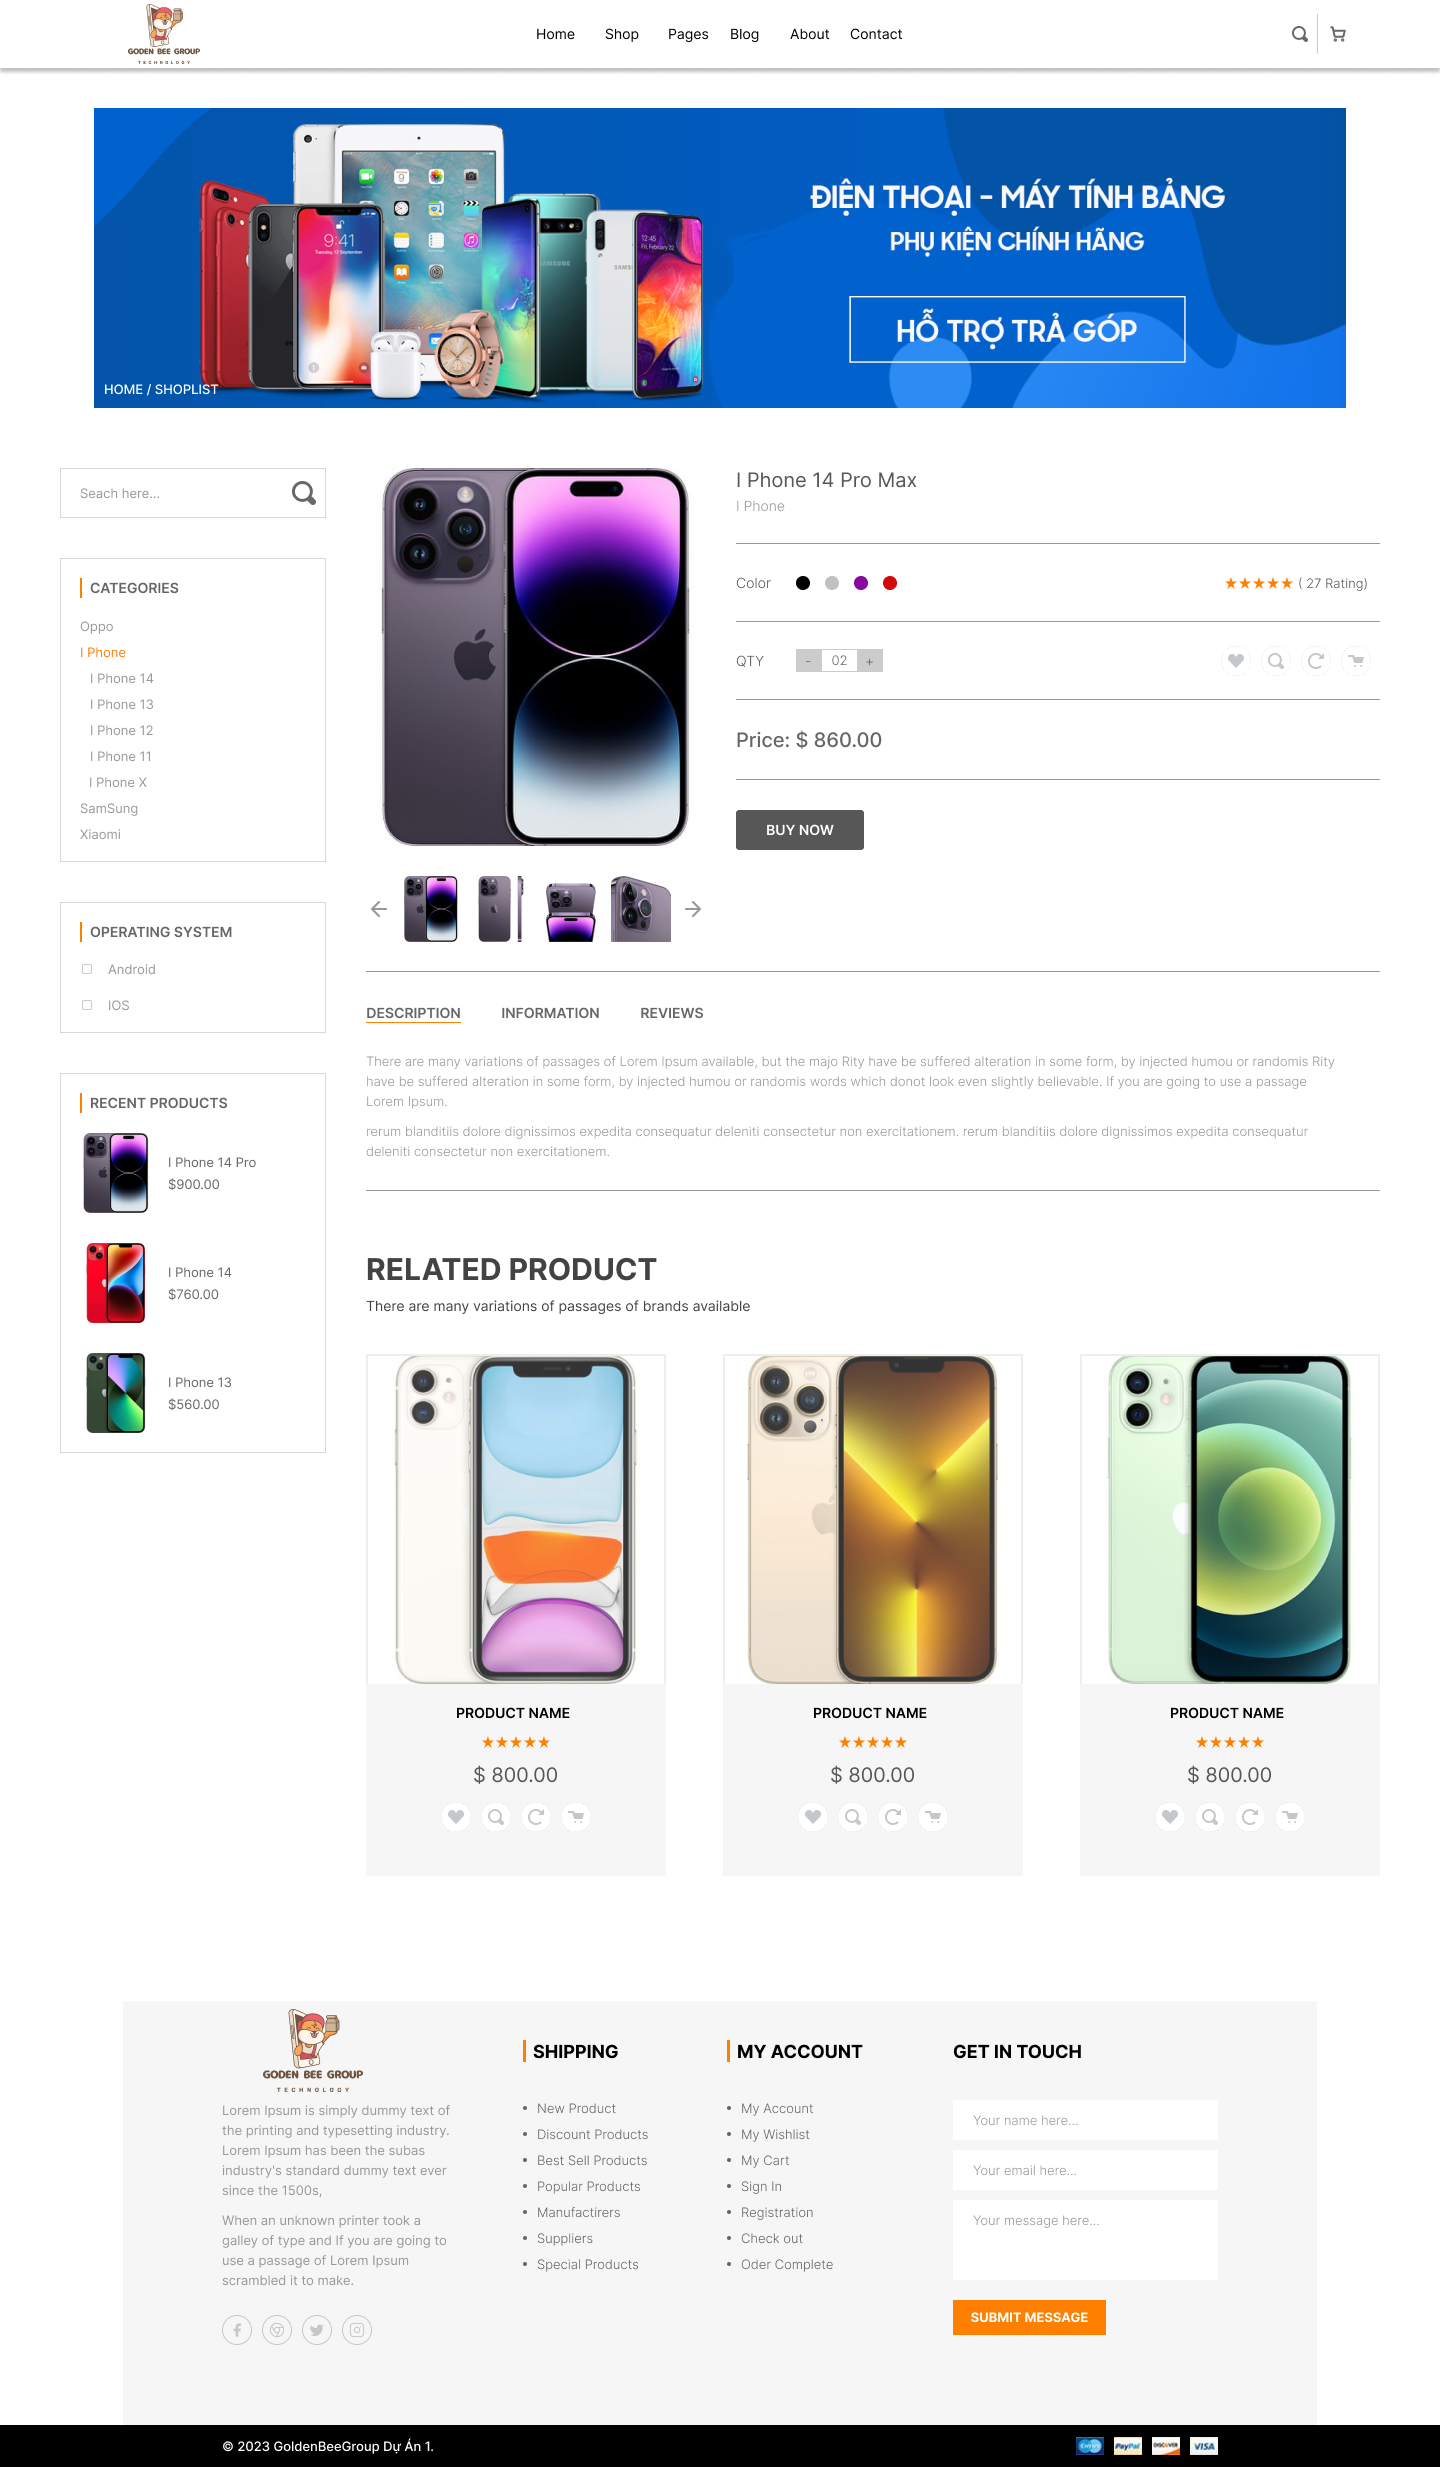 GODEN BEE GROUP
TECHNOLOGY
Home Shop Pages Blog About Contact
ĐIỆN THOẠI - MÁY TÍNH BẢNG
PHỤ KIỆN CHÍNH HÃNG
HỖ TRỢ TRẢ GÓP
9:41
Tuesday, 12 September
SAMSUNG
12:45
Fri, February 22
HOME / SHOPLIST
Seach here...
CATEGORIES
Oppo
I Phone
I Phone 14
I Phone 13
I Phone 12
I Phone 11
I Phone X
SamSung
Xiaomi
OPERATING SYSTEM
Android
IOS
RECENT PRODUCTS
I Phone 14 Pro
$900.00
I Phone 14
$760.00
I Phone 13
$560.00
I Phone 14 Pro Max
I Phone
Color
( 27 Rating)
QTY - 02 +
Price: $ 860.00
BUY NOW
DESCRIPTION INFORMATION REVIEWS
There are many variations of passages of Lorem Ipsum available, but the majo Rity have be suffered alteration in some form, by injected humou or randomis Rity
have be suffered alteration in some form, by injected humou or randomis words which donot look even slightly believable. If you are going to use a passage
Lorem Ipsum.
rerum blanditiis dolore dignissimos expedita consequatur deleniti consectetur non exercitationem. rerum blanditiis dolore dignissimos expedita consequatur
deleniti consectetur non exercitationem.
RELATED PRODUCT
There are many variations of passages of brands available
PRODUCT NAME
$ 800.00
PRODUCT NAME
$ 800.00
PRODUCT NAME
$ 800.00
GODEN BEE GROUP
TECHNOLOGY
Lorem Ipsum is simply dummy text of
the printing and typesetting industry.
Lorem Ipsum has been the subas
industry's standard dummy text ever
since the 1500s,
When an unknown printer took a
galley of type and If you are going to
use a passage of Lorem Ipsum
scrambled it to make.
SHIPPING
• New Product
• Discount Products
• Best Sell Products
• Popular Products
• Manufactirers
• Suppliers
• Special Products
MY ACCOUNT
• My Account
• My Wishlist
• My Cart
• Sign In
• Registration
• Check out
• Oder Complete
GET IN TOUCH
Your name here...
Your email here...
Your message here...
SUBMIT MESSAGE
© 2023 GoldenBeeGroup Dự Án 1.
CIRRUS PayPal DISCOVER VISA